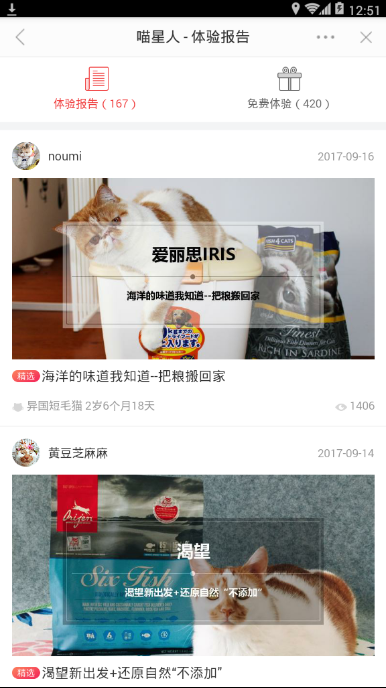 12:51
喵星人 - 体验报告
体验报告（167）
免费体验（420）
noumi
2017-09-16
爱丽思IRIS
海洋的味道我知道--把粮搬回家
Finest
RICH IN SARDINE
精选 海洋的味道我知道--把粮搬回家
异国短毛猫 2岁6个月18天
1406
黄豆芝麻麻
2017-09-14
Six Fish
渴望
渴望新出发+还原自然 “不添加”
精选 渴望新出发+还原自然“不添加”